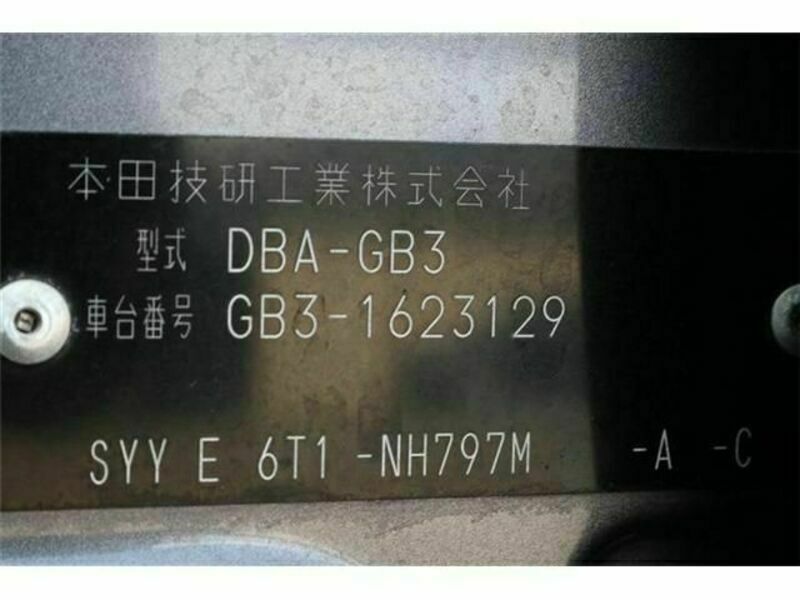 本田技研工業株式会社
型式 DBA-GB3
車台番号 GB3-1623129
SYY E 6T1 -NH797M -A -C